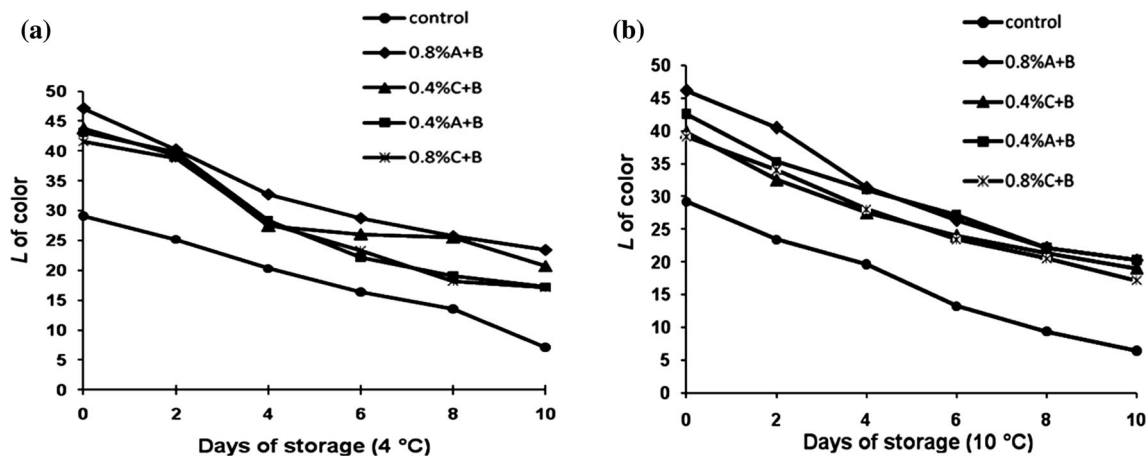 (a)
control
0.8%A+B
0.4%C+B
0.4%A+B
0.8%C+B
50
45
40
35
30
25
20
15
10
5
0
L of color
0 2 4 6 8 10
Days of storage (4 °C)
(b)
control
0.8%A+B
0.4%C+B
0.4%A+B
0.8%C+B
50
45
40
35
30
25
20
15
10
5
0
L of color
0 2 4 6 8 10
Days of storage (10 °C)